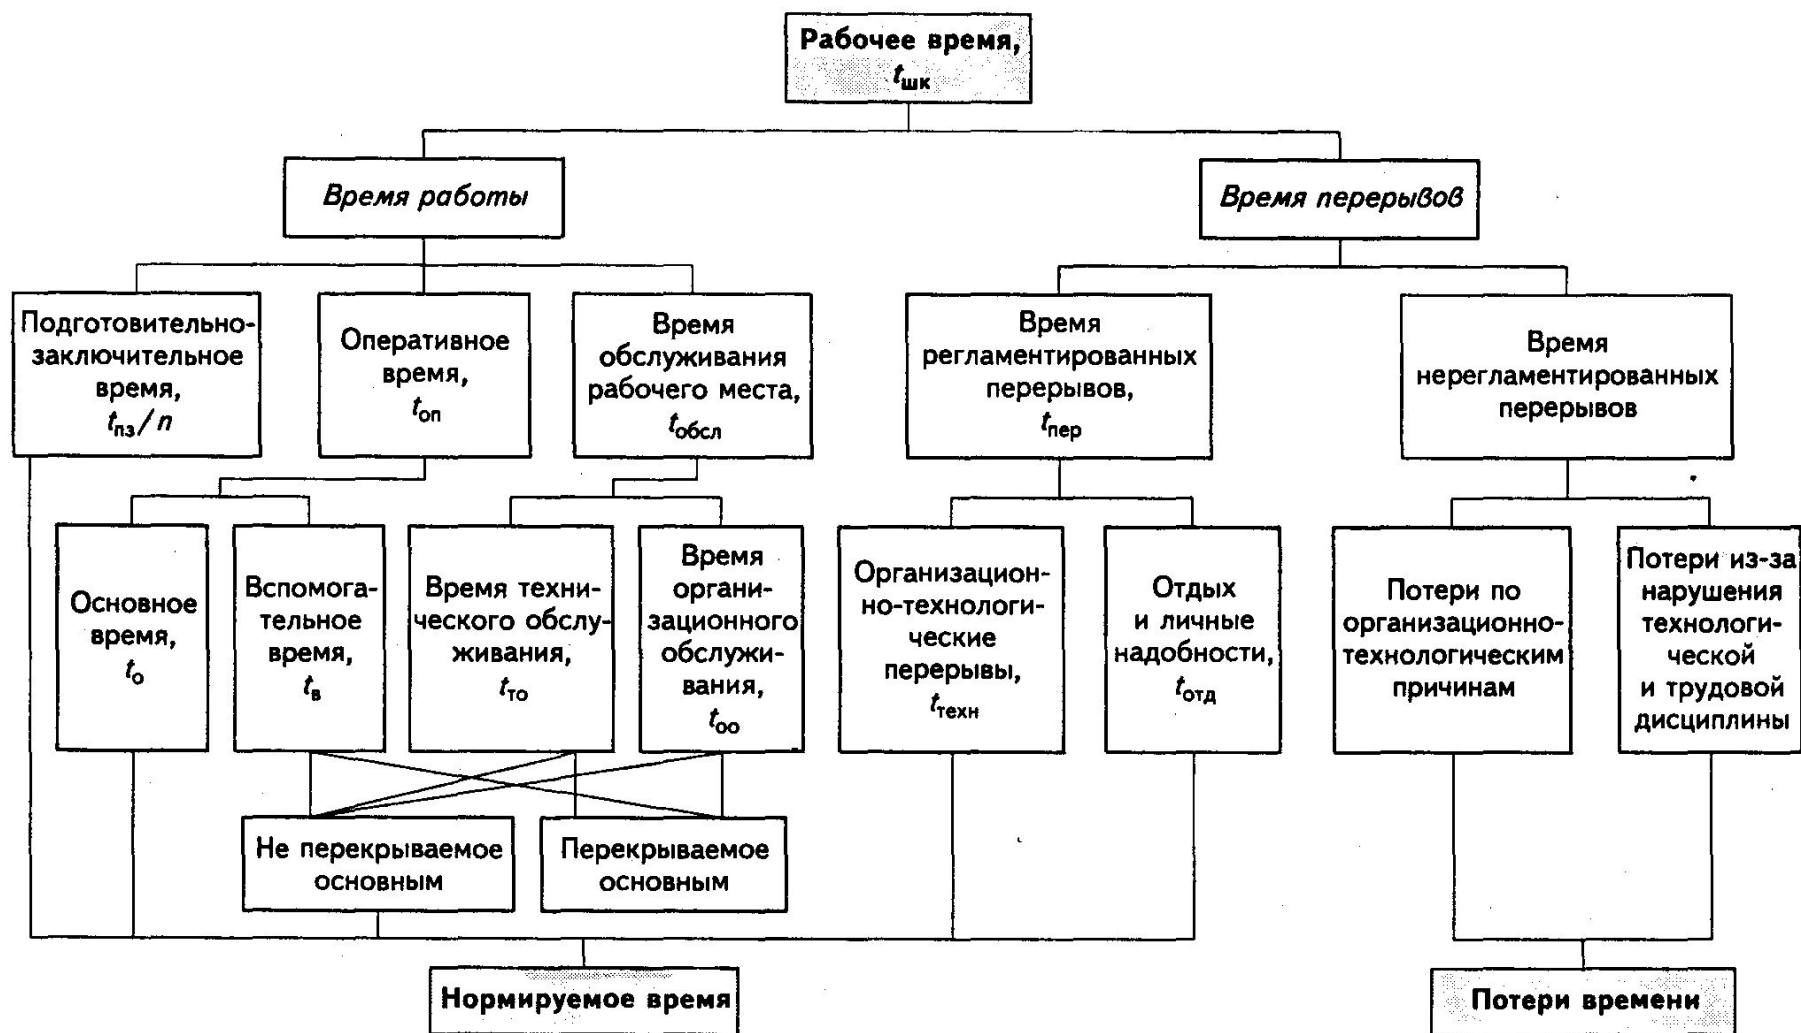 Рабочее время,
tшк
Время работы
Время перерывов
Подготовительно-
заключительное
время,
tпз/n
Оперативное
время,
tоп
Время
обслуживания
рабочего места,
tобсл
Время
регламентированных
перерывов,
tпер
Время
нерегламентированных
перерывов
Основное
время,
tо
Вспомога-
тельное
время,
tв
Время техни-
ческого обслу-
живания,
tто
Время
органи-
зационного
обслужи-
вания,
tоо
Организацион-
но-технологи-
ческие
перерывы,
tтехн
Отдых
и личные
надобности,
tотд
Потери по
организационно-
технологическим
причинам
Потери из-за
нарушения
технологи-
ческой
и трудовой
дисциплины
Не перекрываемое
основным
Перекрываемое
основным
Нормируемое время
Потери времени